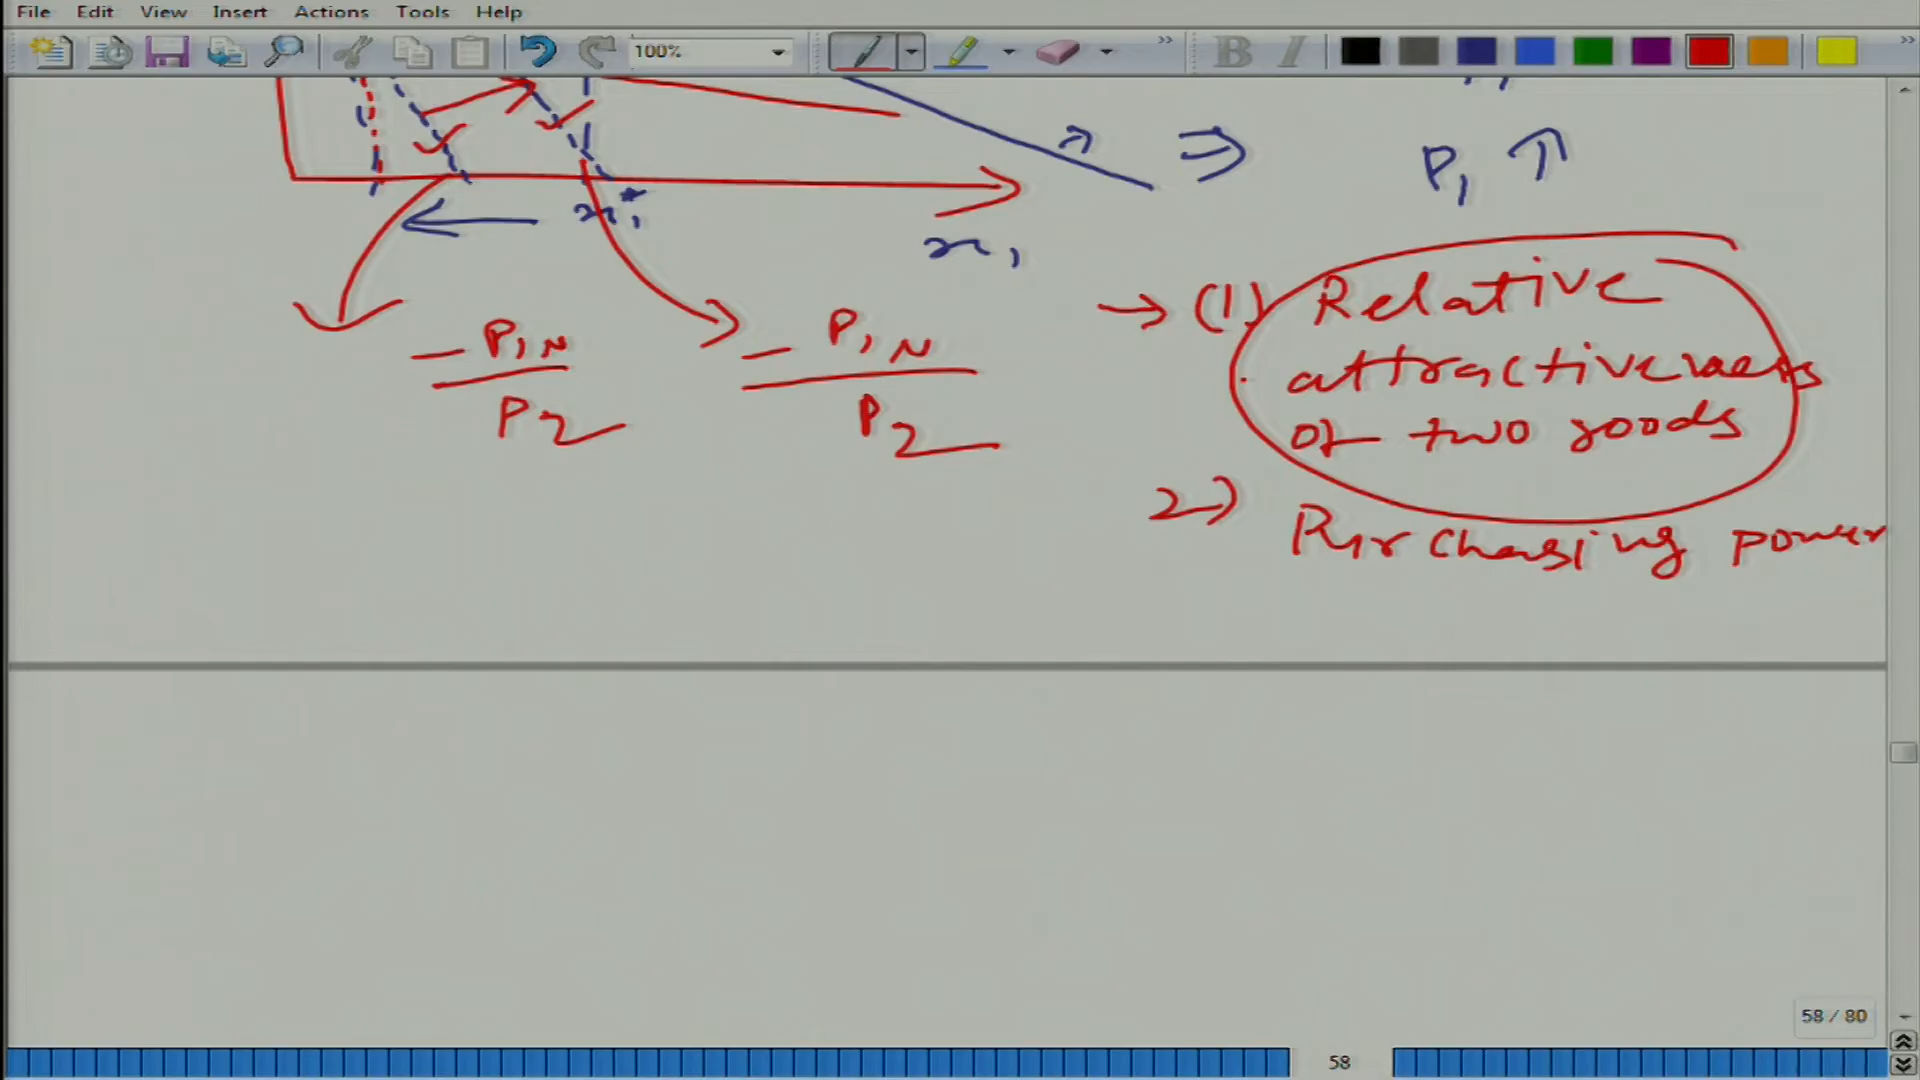 File Edit View Insert Actions Tools Help
100%
P₁ ⇑
x₁*
x₁
→ (1) Relative
attractiveness
of two goods
- P₁N / P2
- P₁N / P2
2) Purchasing power
58 / 80
58